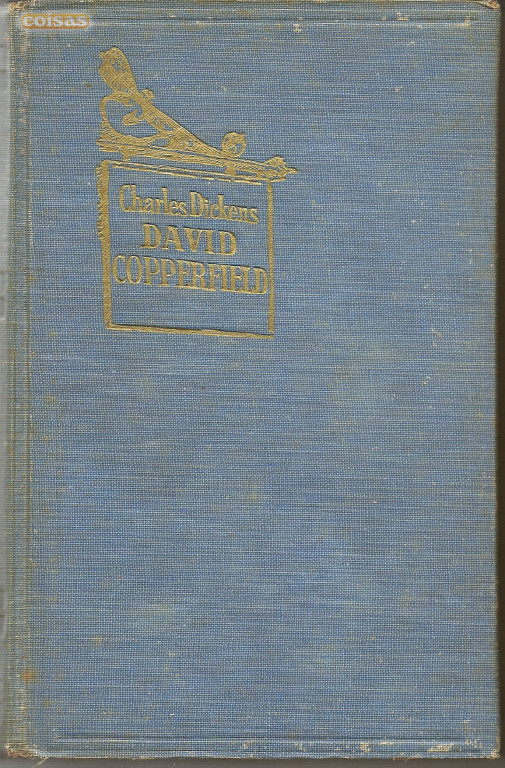 coisas
Charles Dickens
DAVID
COPPERFIELD